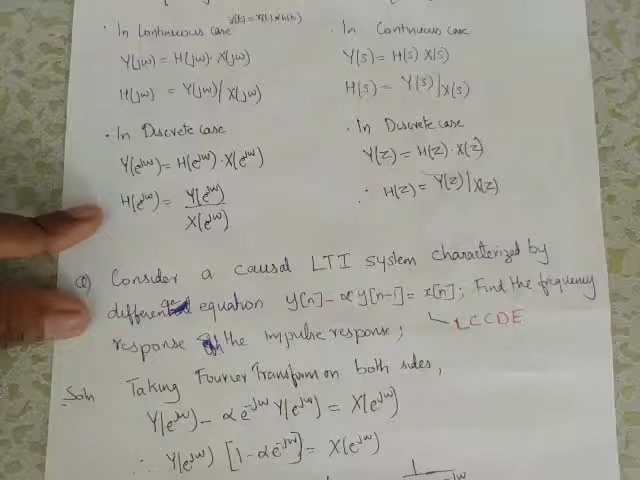 y(t) = x(t) * h(t)
· In Continuous case
Y(jω) = H(jω) · X(jω)
H(jω) = Y(jω) / X(jω)
· In Discrete case
Y(e^jω) = H(e^jω) · X(e^jω)
H(e^jω) = Y(e^jω) / X(e^jω)
· In Continuous case
Y(s) = H(s) X(s)
H(s) = Y(s) / X(s)
· In Discrete case
Y(z) = H(z) · X(z)
∴ H(z) = Y(z) / X(z)
Q) Consider a causal LTI system characterized by
difference equation y[n] - α y[n-1] = x[n]; Find the frequency
response the impulse response;
LCCDE
Soln Taking Fourier Transform on both sides,
Y(e^jω) - α e^-jω Y(e^jω) = X(e^jω)
∴ Y(e^jω) [1 - α e^-jω] = X(e^jω)